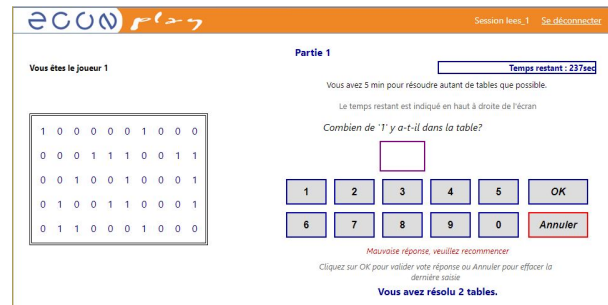 econ play
Session lees_1 Se déconnecter
Partie 1
Vous êtes le joueur 1
Temps restant : 237sec
Vous avez 5 min pour résoudre autant de tables que possible.
Le temps restant est indiqué en haut à droite de l'écran
Combien de '1' y a-t-il dans la table?
1 0 0 0 0 0 1 0 0 0
0 0 0 1 1 1 0 0 1 1
0 0 1 0 0 1 0 0 0 1
0 1 0 0 1 1 0 0 0 1
0 1 1 0 0 0 1 0 0 0
1 2 3 4 5 OK
6 7 8 9 0 Annuler
Mauvaise réponse, veuillez recommencer
Cliquez sur OK pour valider vote réponse ou Annuler pour effacer la
dernière saisie
Vous avez résolu 2 tables.